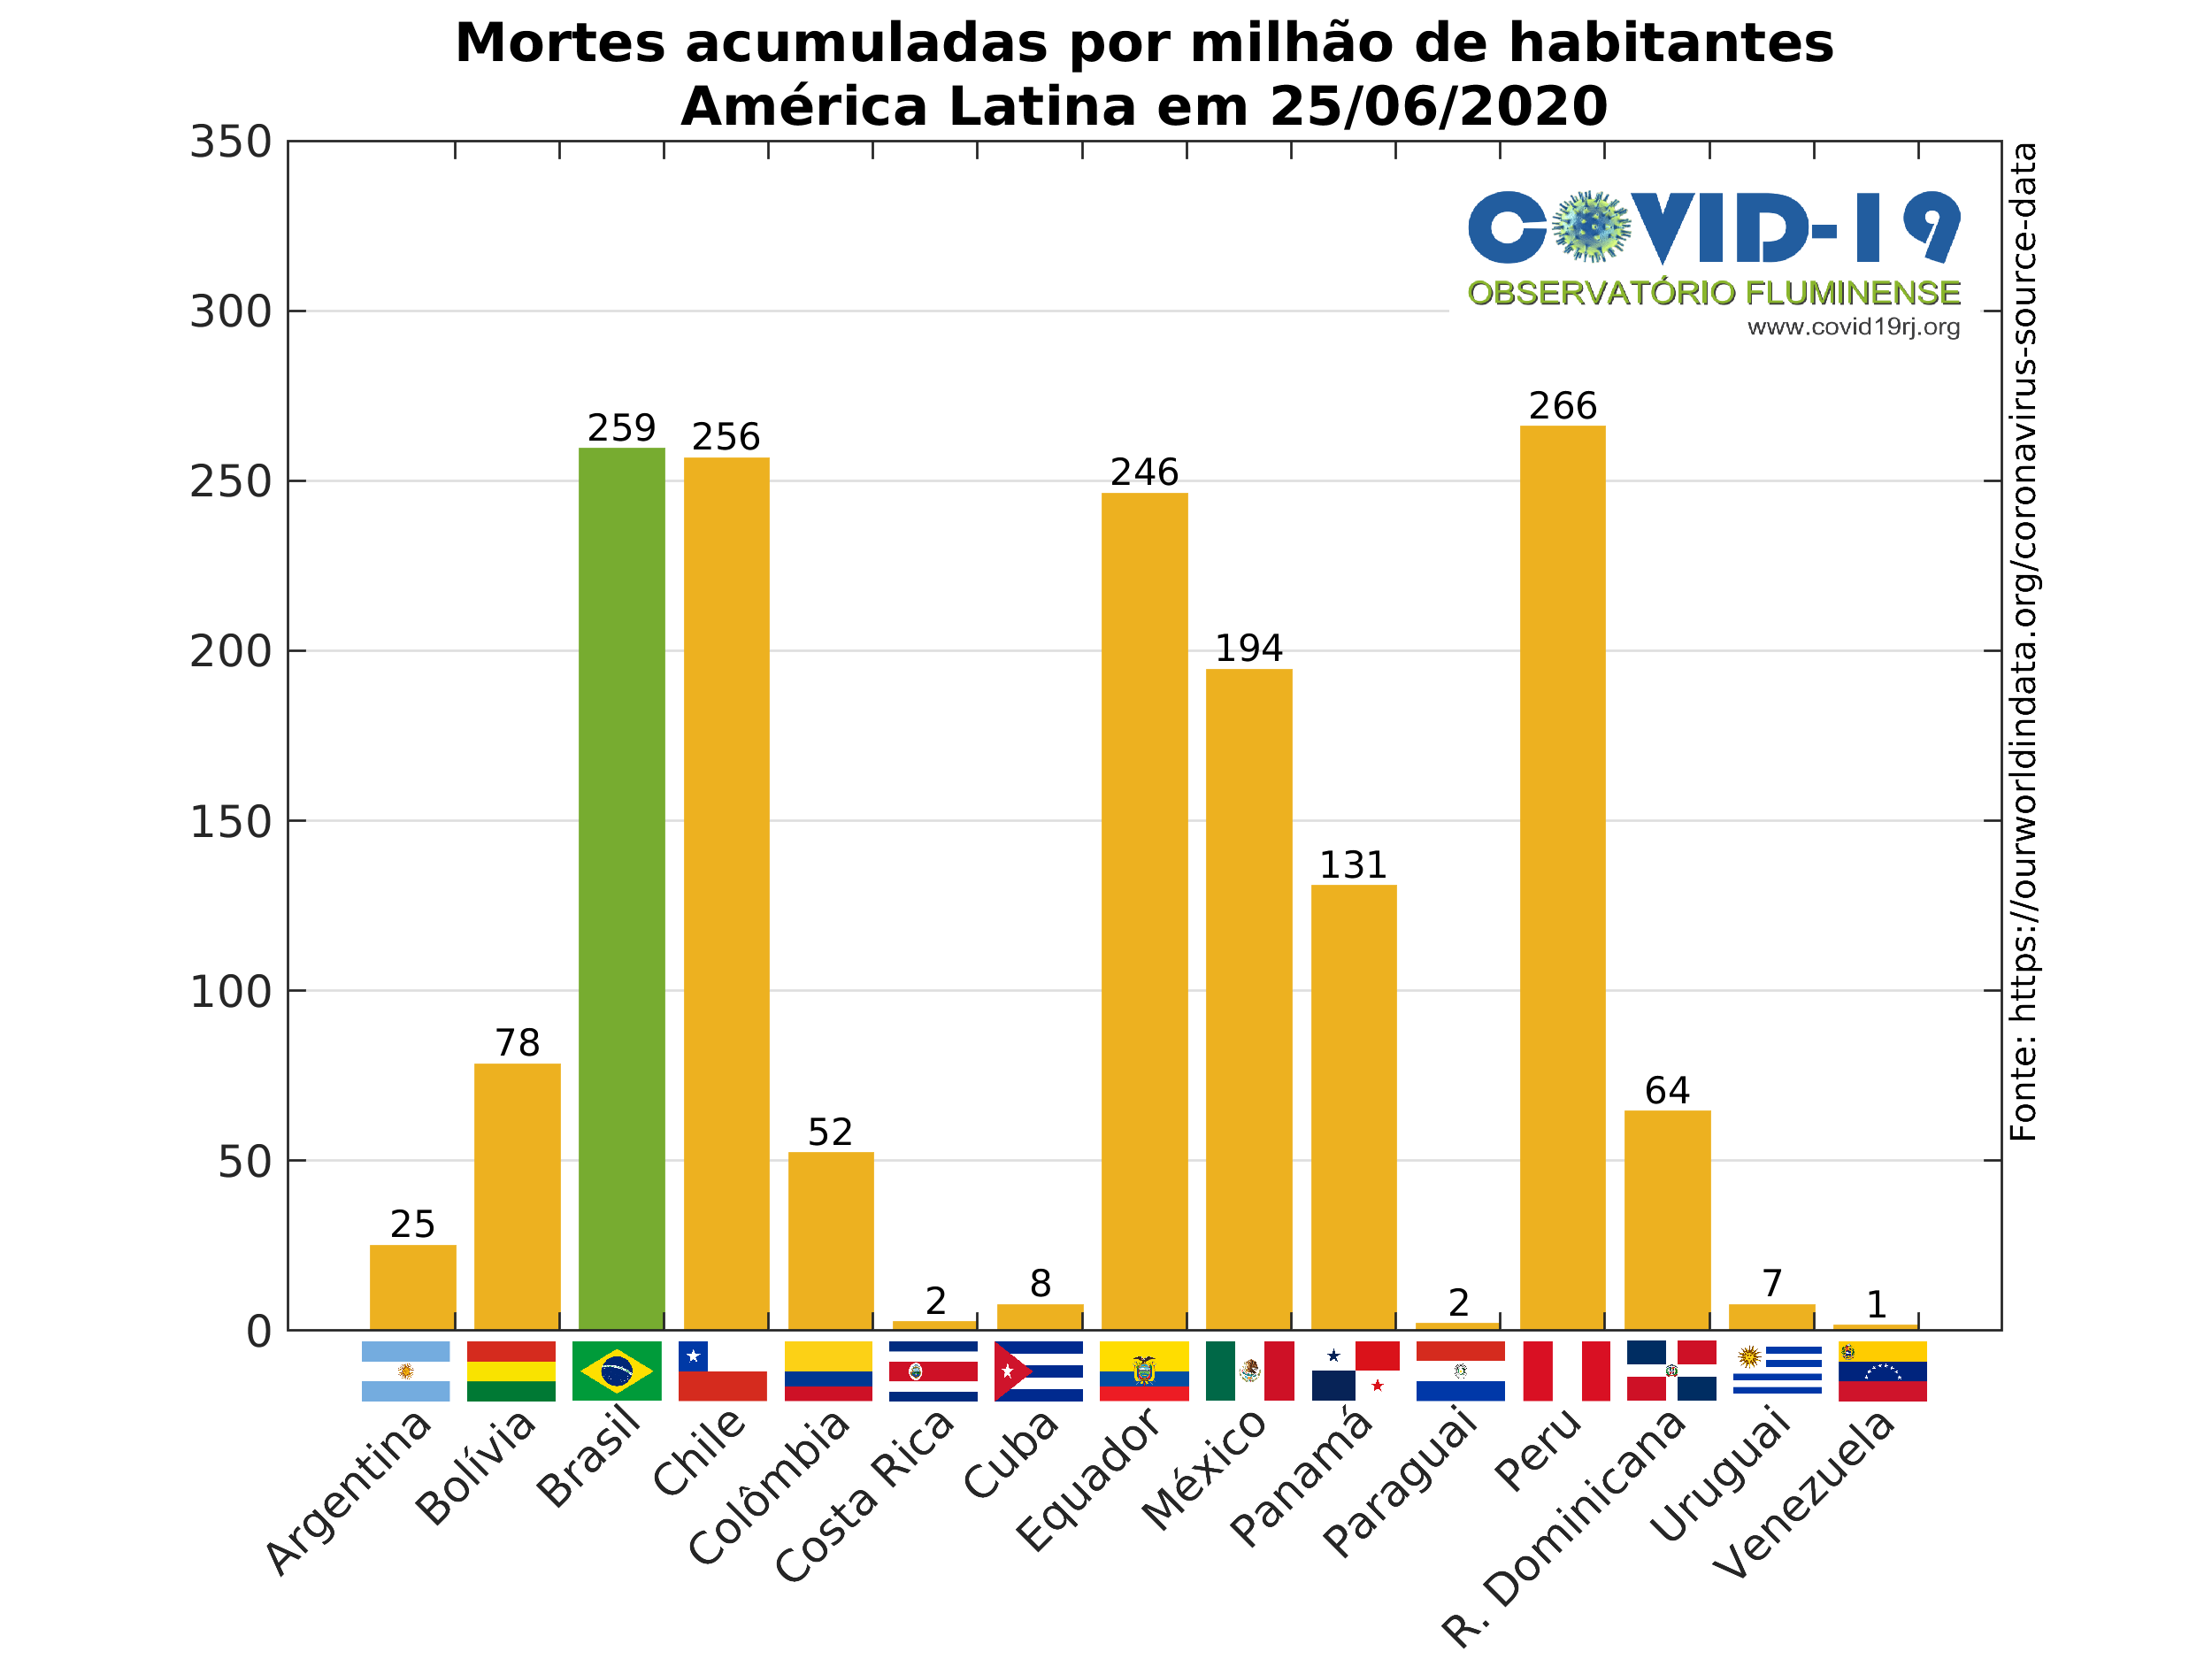 Mortes acumuladas por milhão de habitantes
América Latina em 25/06/2020
350
300
250
200
150
100
50
0
COVID-19
OBSERVATÓRIO FLUMINENSE
www.covid19rj.org
Fonte: https://ourworldindata.org/coronavirus-source-data
25
78
259
256
52
2
8
246
194
131
2
266
64
7
1
Argentina
Bolívia
Brasil
Chile
Colômbia
Costa Rica
Cuba
Equador
México
Panamá
Paraguai
Peru
R. Dominicana
Uruguai
Venezuela